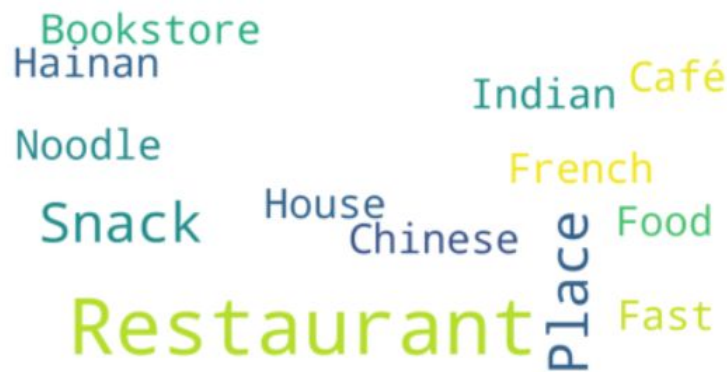 Bookstore
Hainan
Indian Café
Noodle
French
Snack
House
Chinese
Place
Food
Restaurant
Fast